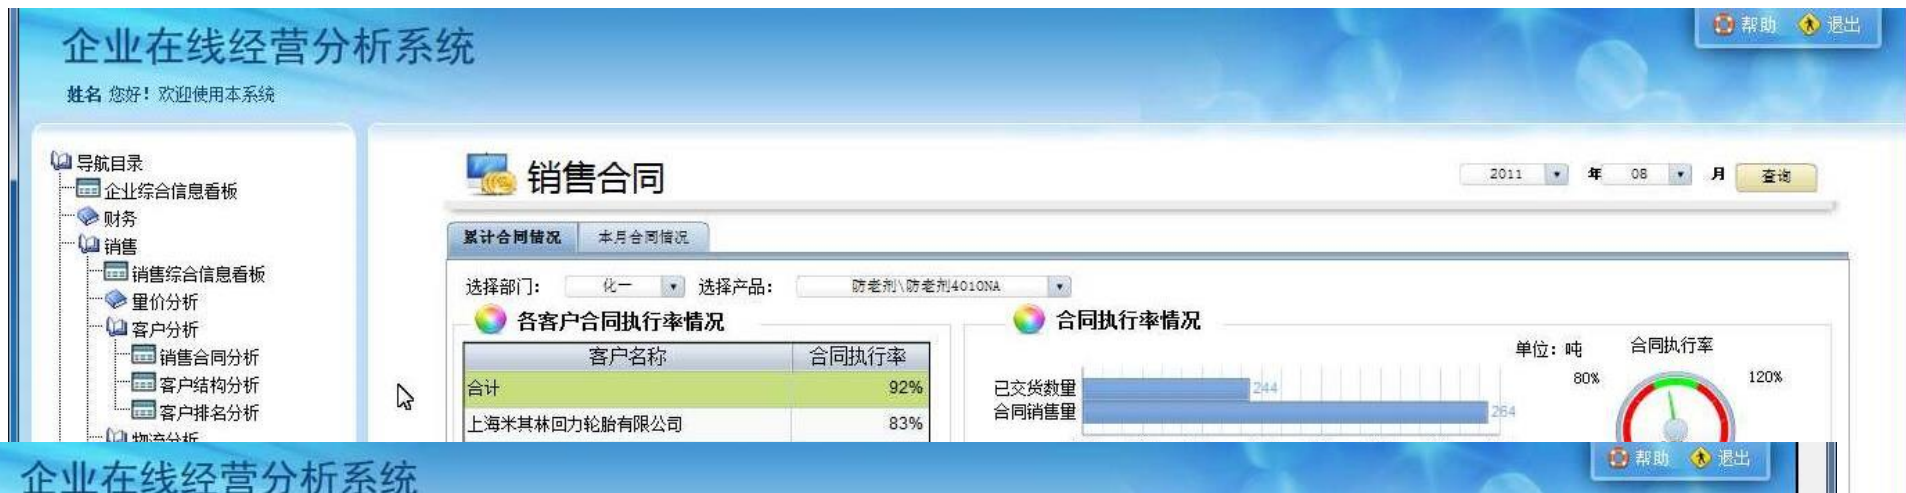 企业在线经营分析系统
帮助 退出
姓名 您好！欢迎使用本系统
导航目录
企业综合信息看板
财务
销售
销售综合信息看板
量价分析
客户分析
销售合同分析
客户结构分析
客户排名分析
物流分析
销售合同
2011 年 08 月 查询
累计合同情况 本月合同情况
选择部门： 化一 选择产品： 防老剂\防老剂4010NA
各客户合同执行率情况
客户名称 合同执行率
合计 92%
上海米其林回力轮胎有限公司 83%
合同执行率情况
单位：吨 合同执行率
80% 120%
已交货数量 244
合同销售量 264
企业在线经营分析系统
帮助 退出